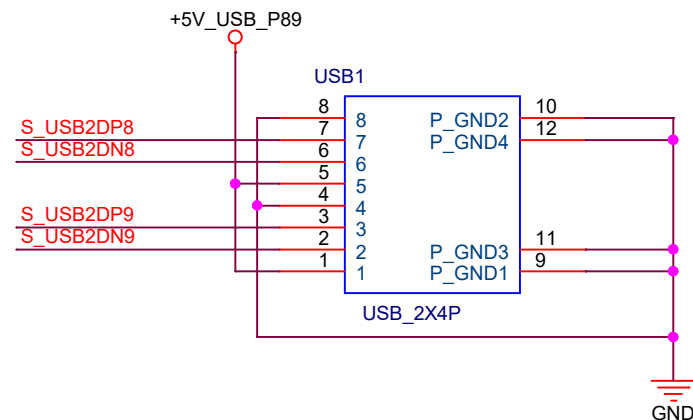 +5V_USB_P89
USB1
8 8 P_GND2 10
S_USB2DP8 7 7 P_GND4 12
S_USB2DN8 6 6
5 5
4 4
S_USB2DP9 3 3
S_USB2DN9 2 2 P_GND3 11
1 1 P_GND1 9
USB_2X4P
GND